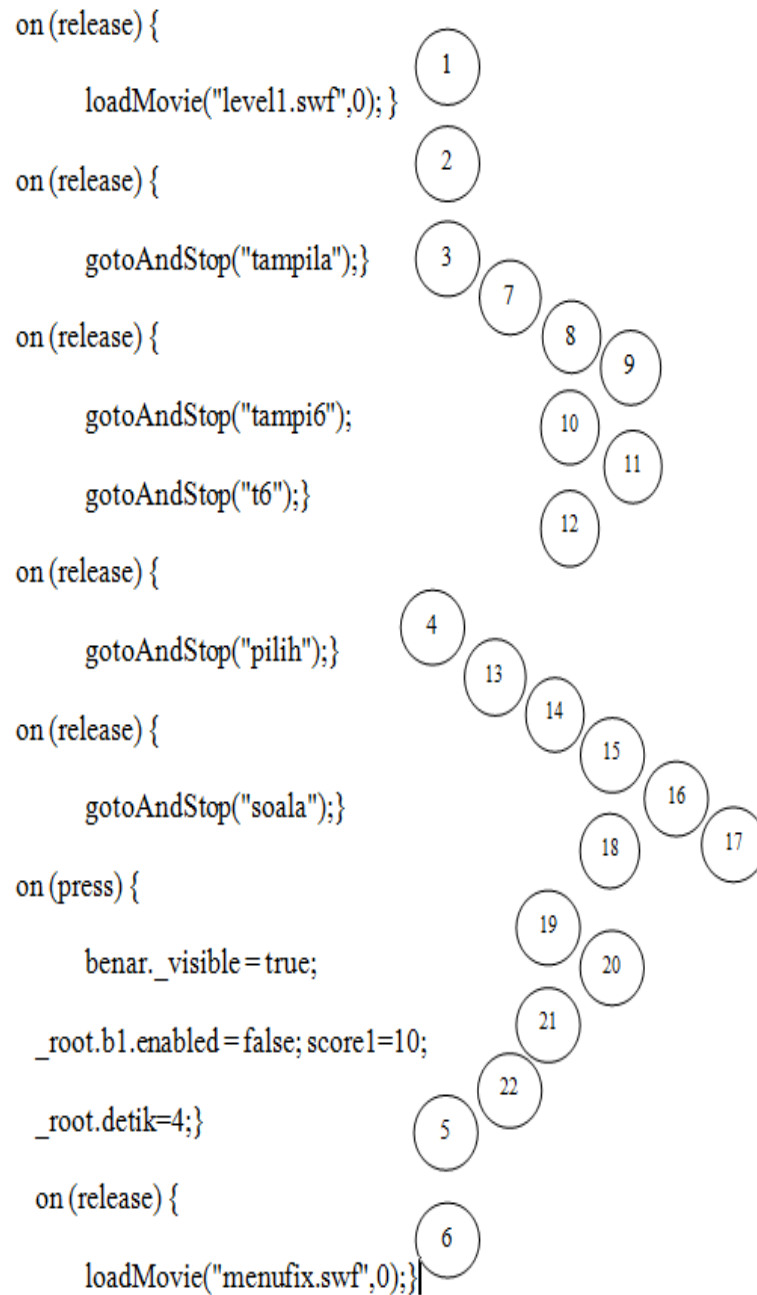 on (release) {
1
loadMovie("level1.swf",0); }
2
on (release) {
3
gotoAndStop("tampila");}
7
on (release) {
8
9
gotoAndStop("tampi6");
10
11
gotoAndStop("t6");}
12
on (release) {
4
gotoAndStop("pilih");}
13
14
on (release) {
15
16
gotoAndStop("soala");}
17
18
on (press) {
19
benar._visible = true;
20
21
_root.b1.enabled = false; score1=10;
22
_root.detik=4;}
5
on (release) {
6
loadMovie("menufix.swf",0);}